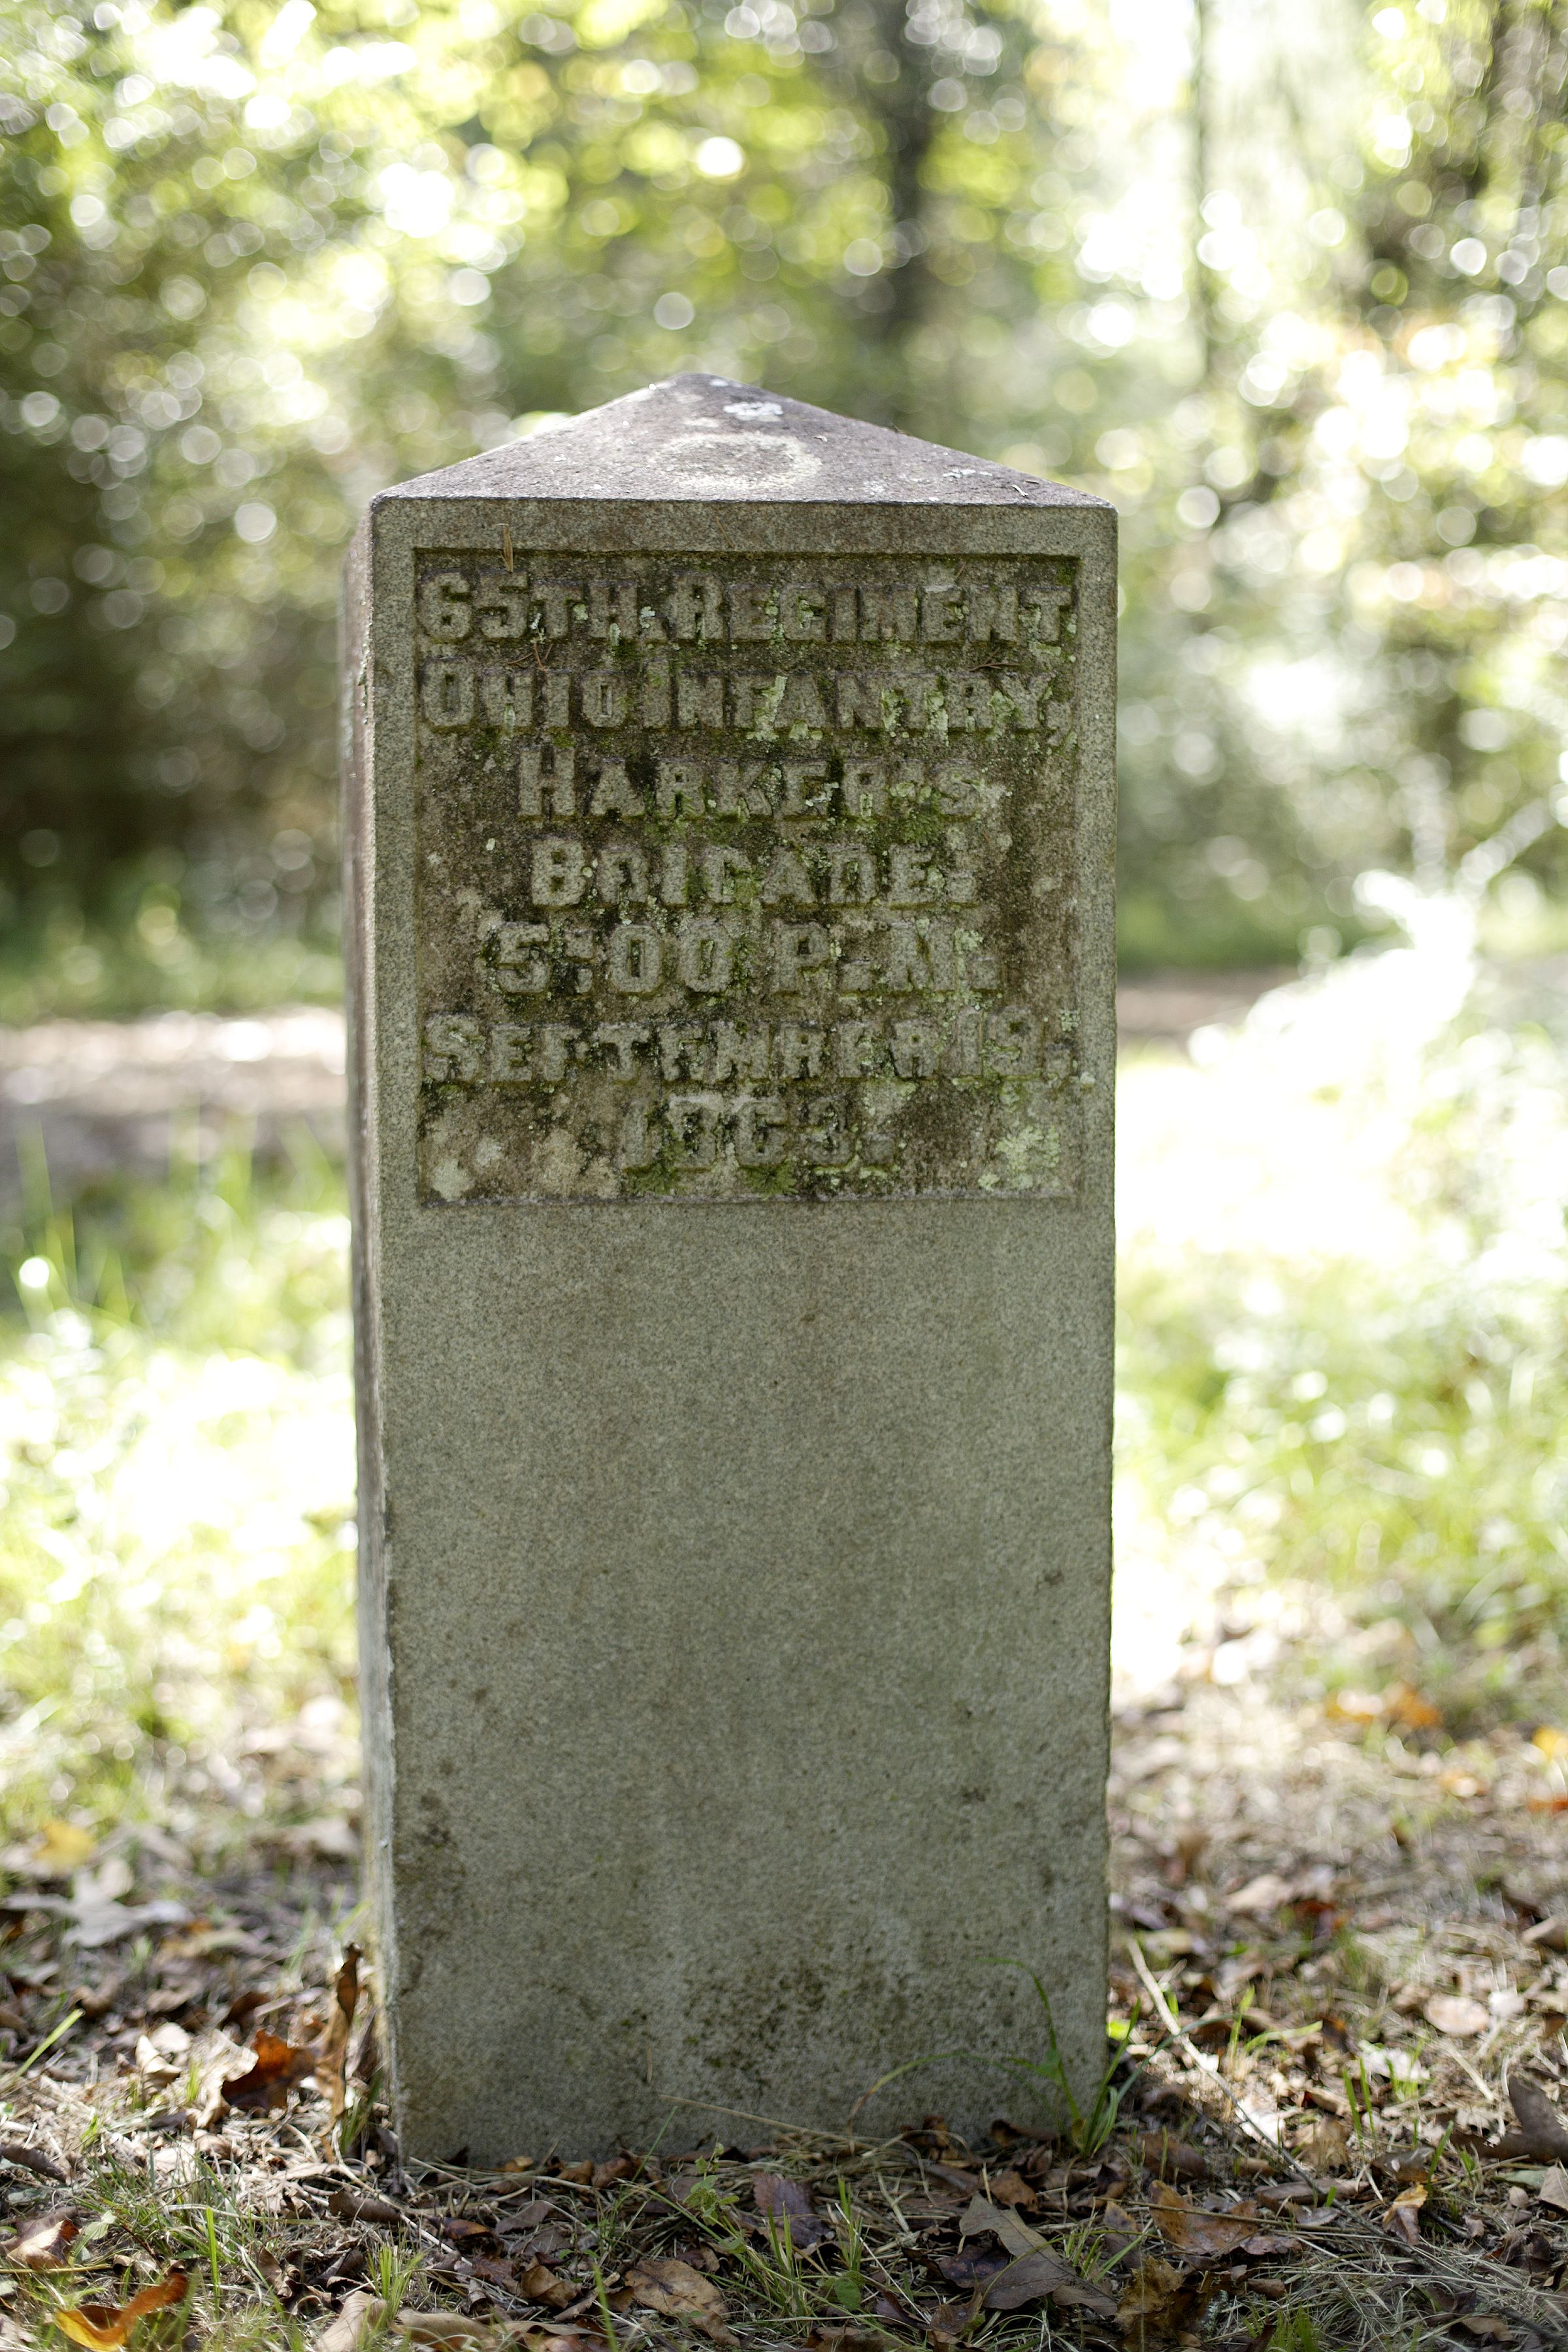 65TH. REGIMENT
OHIO INFANTRY,
HARKER'S
BRIGADE:
5:00 P.M.
SEPTEMBER 19,
1863.